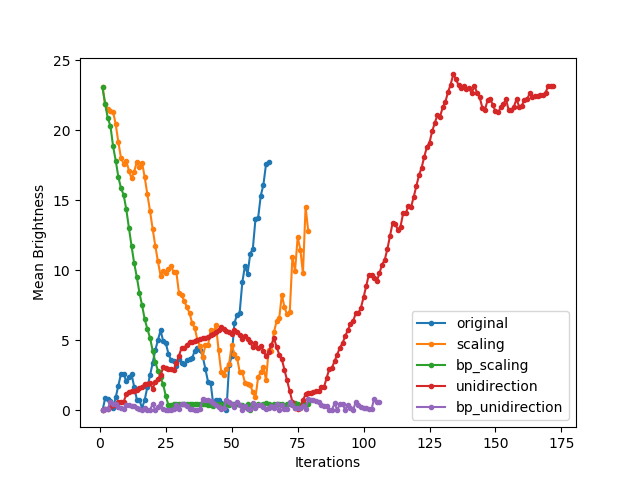 25
20
15
10
5
0
Mean Brightness
0 25 50 75 100 125 150 175
Iterations
original
scaling
bp_scaling
unidirection
bp_unidirection